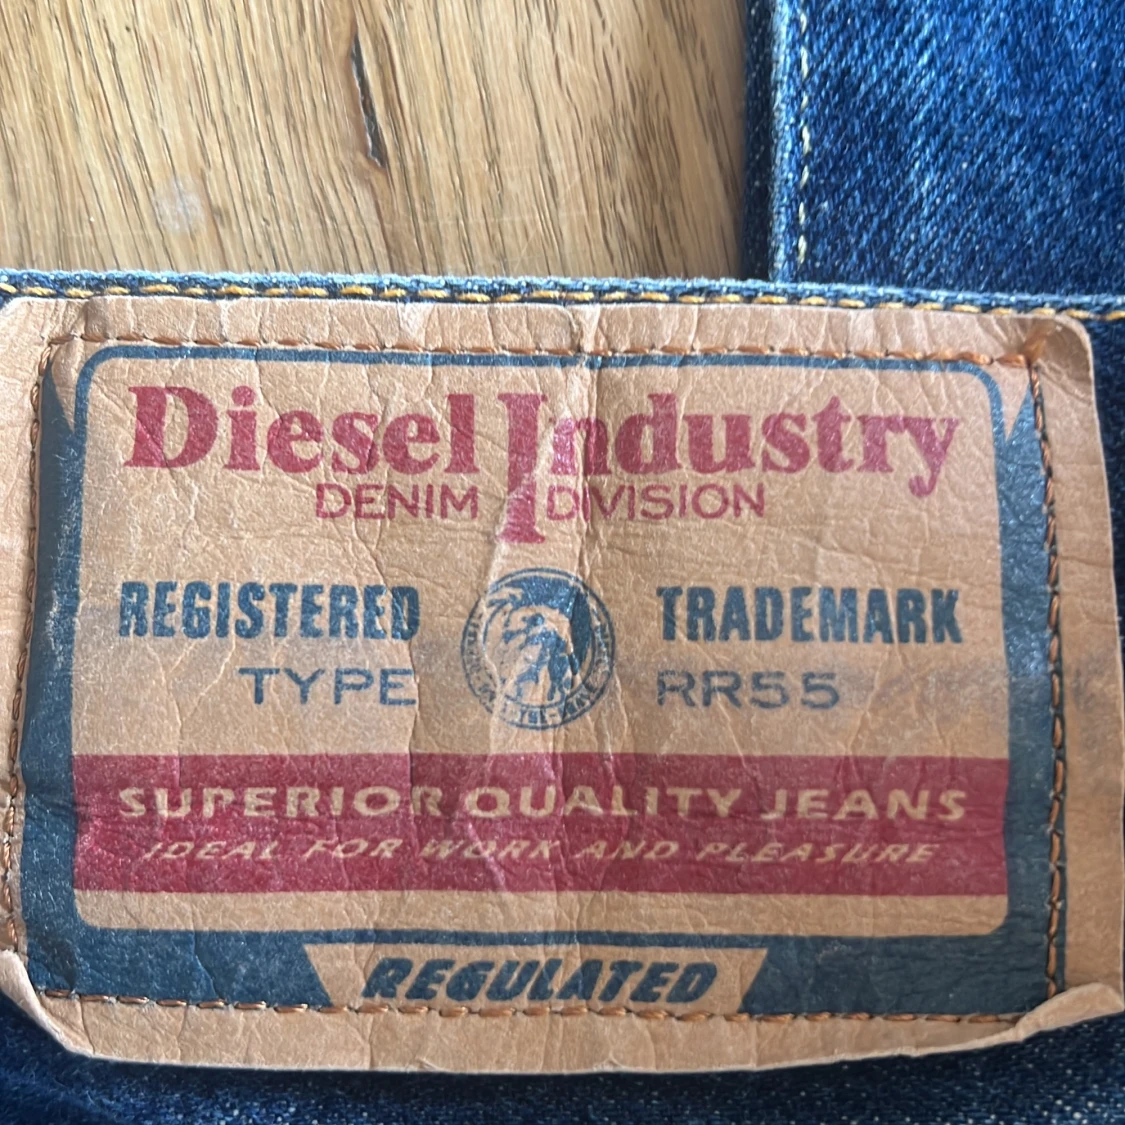 Diesel Industry
DENIM DIVISION
REGISTERED TRADEMARK
TYPE RR55
SUPERIOR QUALITY JEANS
IDEAL FOR WORK AND PLEASURE
REGULATED